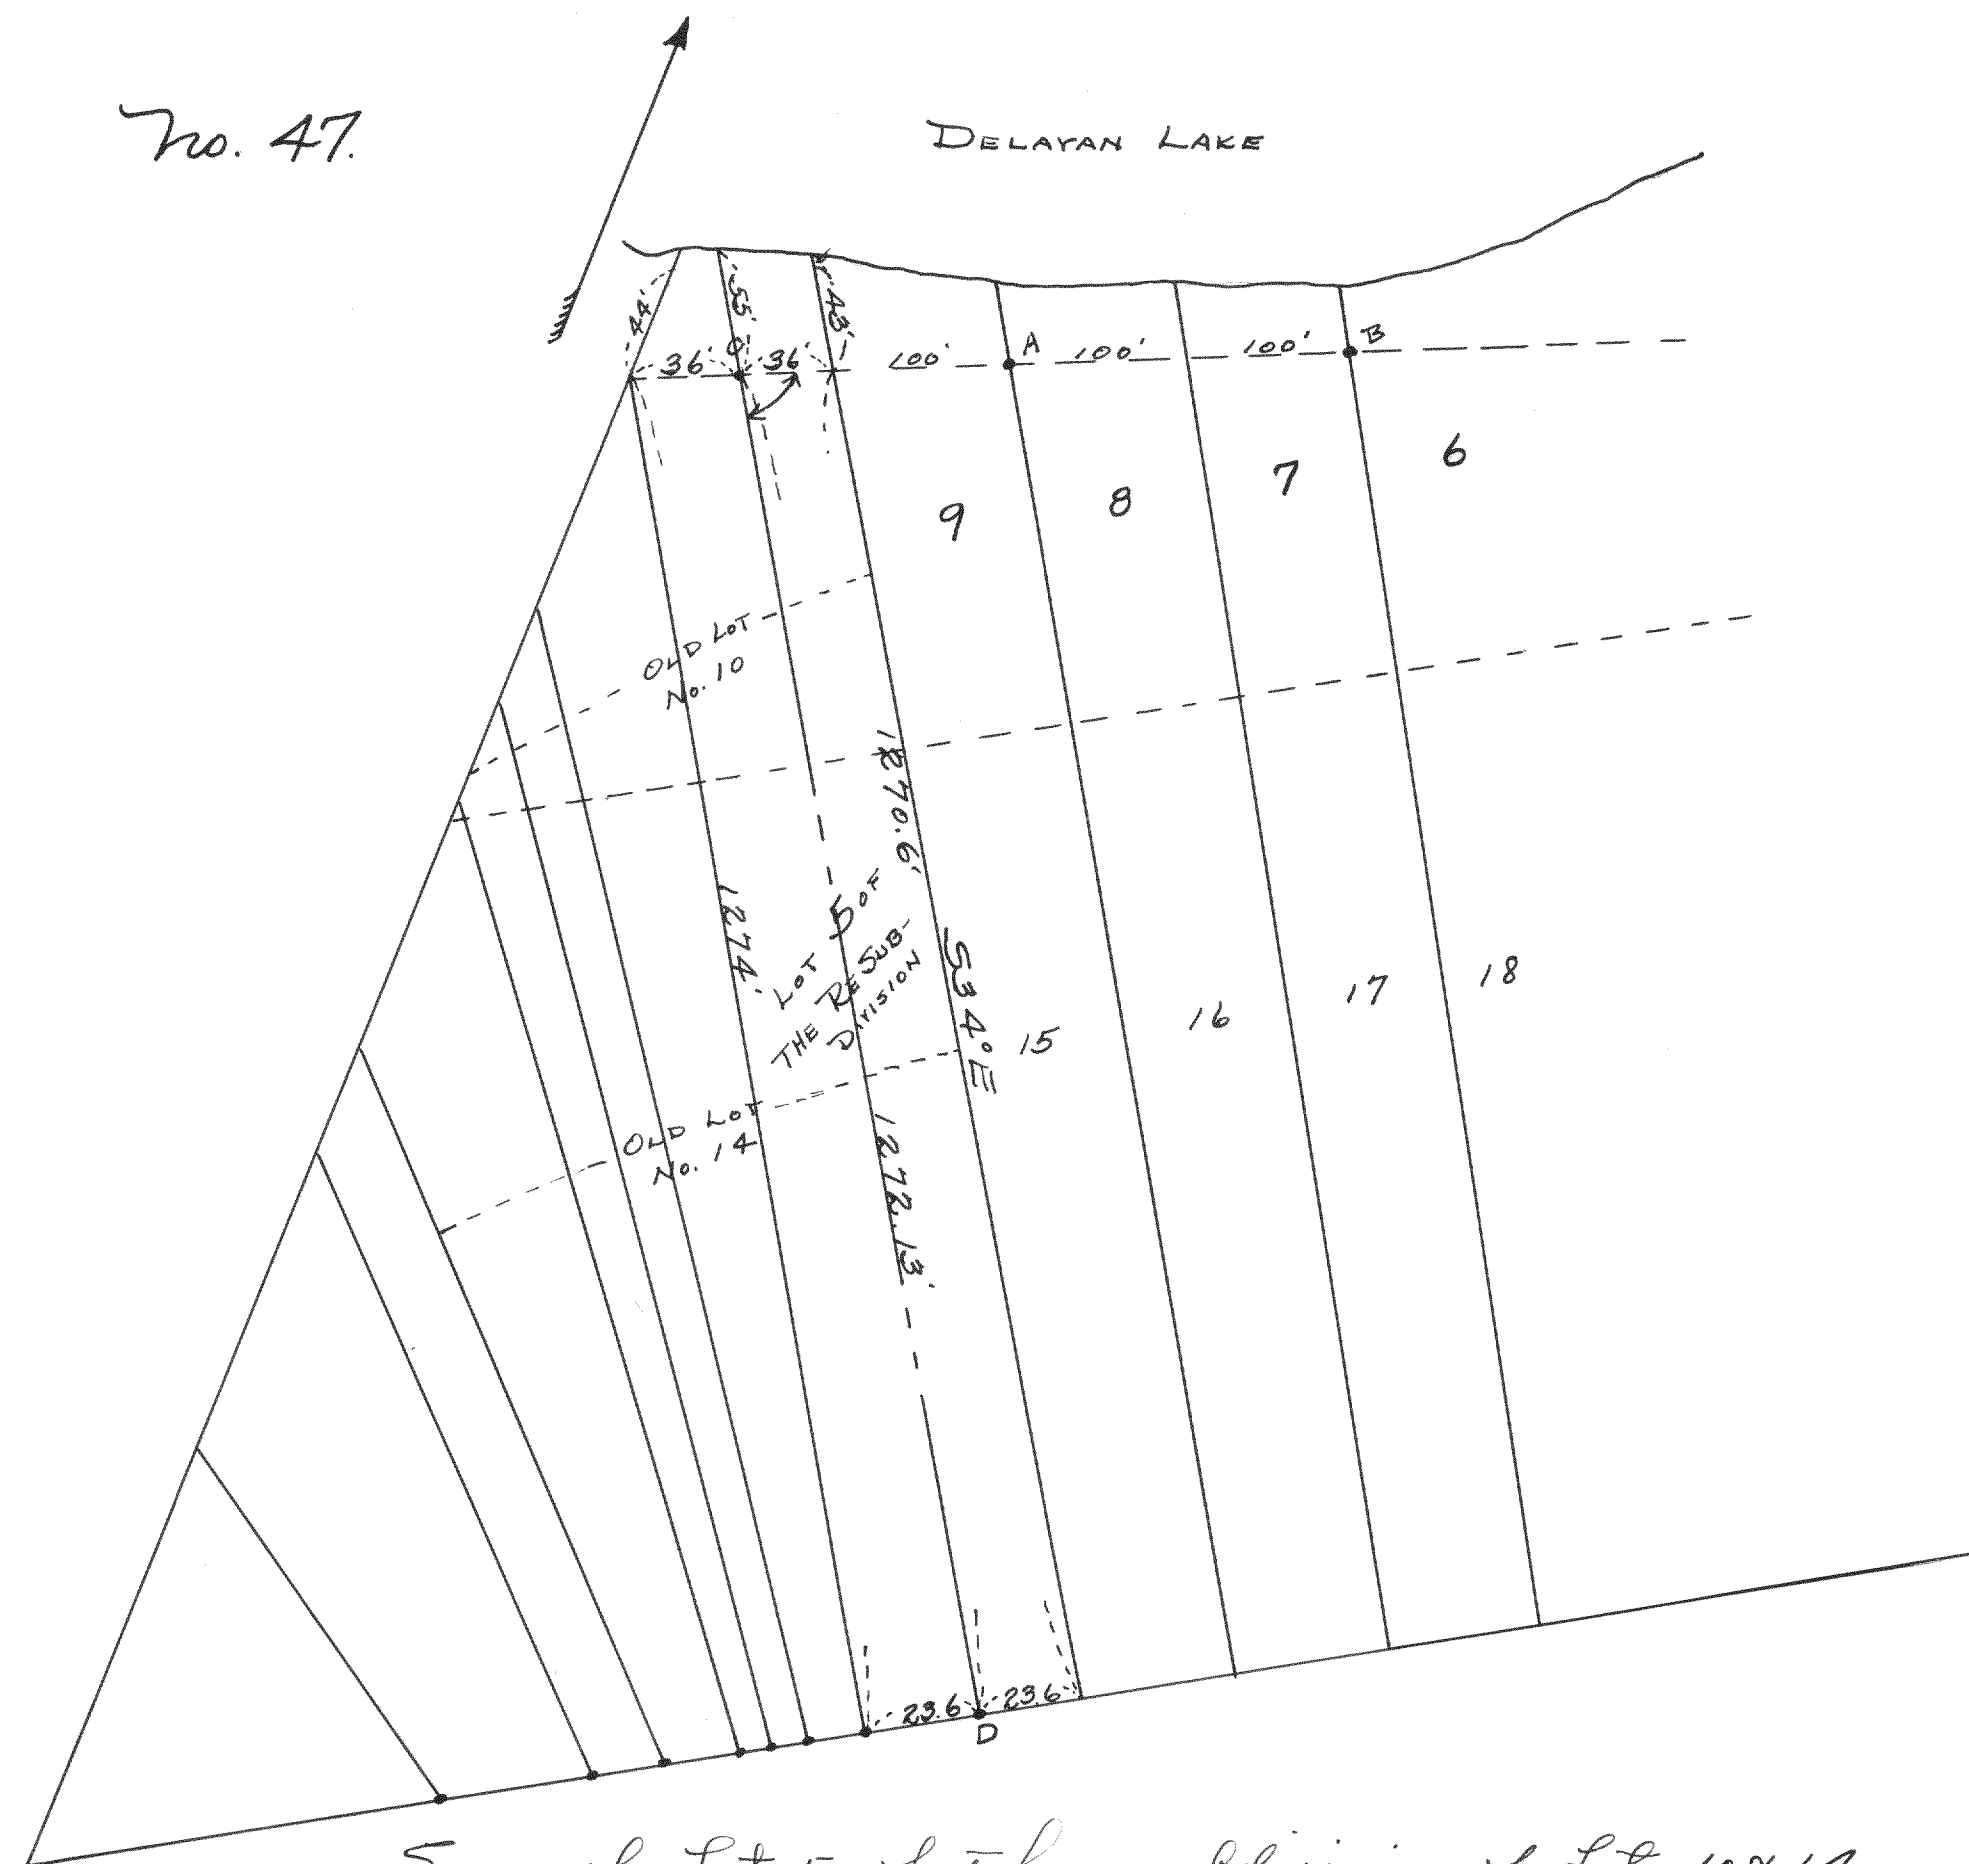 No. 47.
DELAVAN LAKE
44'
55'
43'
36'
C
36'
100'
A
100'
100'
B
9
8
7
6
OLD LOT
No. 10
1270.6'
S 34° E
1274'
LOT 5 OF
THE RESUB-
DIVISION
15
16
17
18
OLD LOT
No. 14
1272.13'
23.6
23.6
D